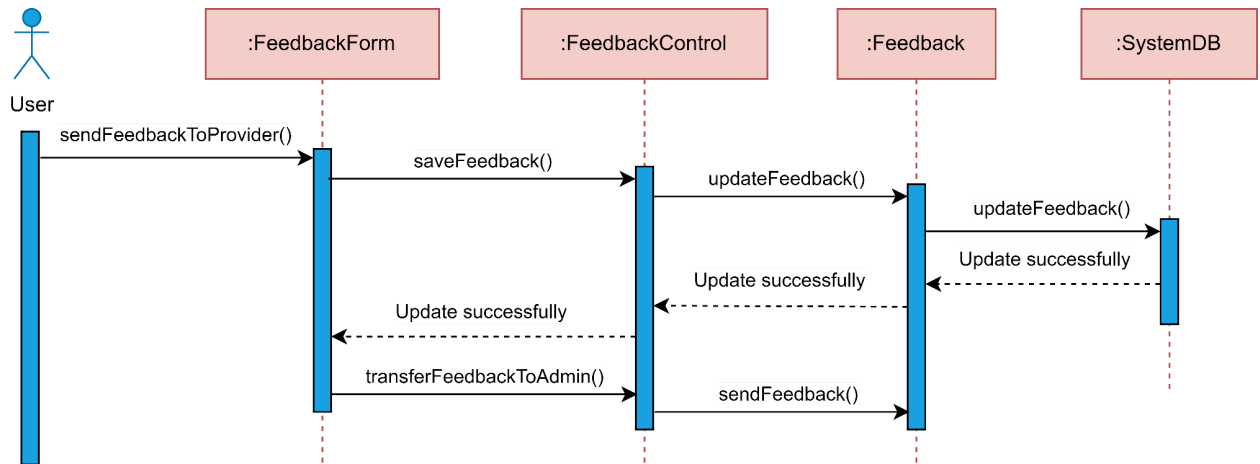 :FeedbackForm
:FeedbackControl
:Feedback
:SystemDB
User
sendFeedbackToProvider()
saveFeedback()
updateFeedback()
updateFeedback()
Update successfully
Update successfully
Update successfully
transferFeedbackToAdmin()
sendFeedback()